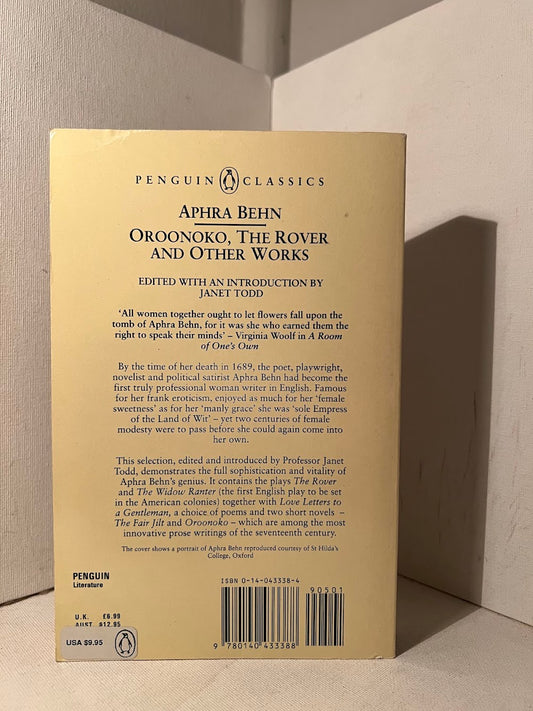 PENGUIN CLASSICS
APHRA BEHN
OROONOKO, THE ROVER
AND OTHER WORKS
EDITED WITH AN INTRODUCTION BY
JANET TODD
'All women together ought to let flowers fall upon the
tomb of Aphra Behn, for it was she who earned them the
right to speak their minds' – Virginia Woolf in A Room
of One's Own
By the time of her death in 1689, the poet, playwright,
novelist and political satirist Aphra Behn had become the
first truly professional woman writer in English. Famous
for her frank eroticism, enjoyed as much for her 'female
sweetness' as for her 'manly grace' she was 'sole Empress
of the Land of Wit' – yet two centuries of female
modesty were to pass before she could again come into
her own.
This selection, edited and introduced by Professor Janet
Todd, demonstrates the full sophistication and vitality of
Aphra Behn's genius. It contains the plays The Rover
and The Widow Ranter (the first English play to be set
in the American colonies) together with Love Letters to
a Gentleman, a choice of poems and two short novels –
The Fair Jilt and Oroonoko – which are among the most
innovative prose writings of the seventeenth century.
The cover shows a portrait of Aphra Behn reproduced courtesy of St Hilda's
College, Oxford
PENGUIN
Literature
ISBN 0-14-043338-4
90501
U.K. £6.99
AUST. $12.95
USA $9.95
9 780140 433388